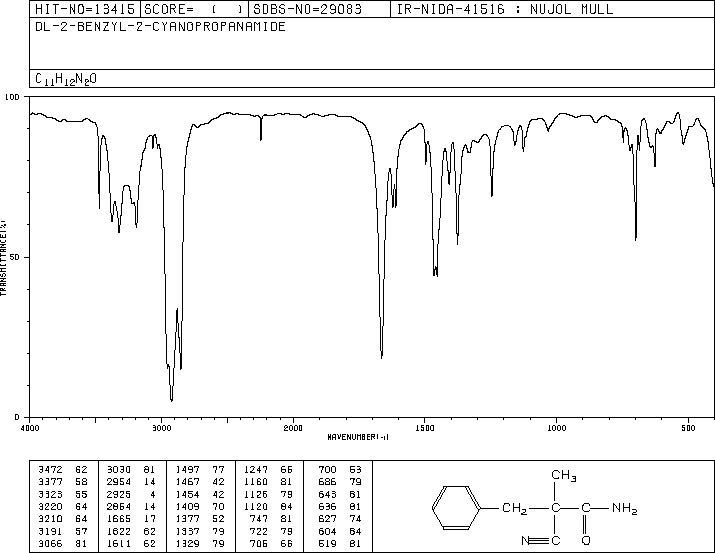 HIT-NO=13415 SCORE= ( ) SDBS-NO=29083 IR-NIDA-41516 : NUJOL MULL
DL-2-BENZYL-2-CYANOPROPANAMIDE
C11H12N2O
100
50
0
TRANSMITTANCE(%)
4000 3000 2000 1500 1000 500
WAVENUMBER(-1)
3472 62 3030 81 1497 77 1247 66 700 53
3377 58 2954 14 1467 42 1160 81 686 79
3323 55 2925 4 1454 42 1126 79 643 81
3220 64 2854 14 1409 70 1120 84 636 81
3210 64 1665 17 1377 52 747 81 627 74
3191 57 1622 62 1337 79 722 79 604 84
3066 81 1611 62 1329 79 706 66 519 81
CH3
CH2 C C NH2
N C O